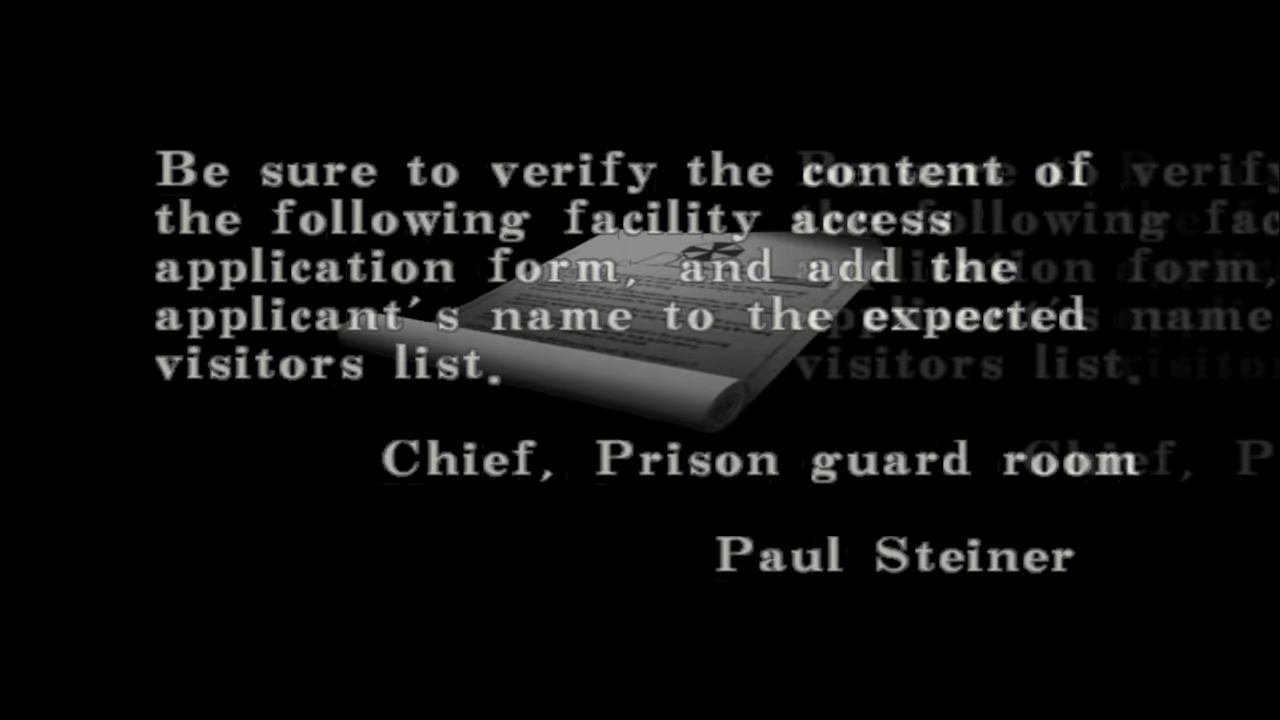 Be sure to verify the content of
the following facility access
application form, and add the
applicant's name to the expected
visitors list.
Chief, Prison guard room
Paul Steiner